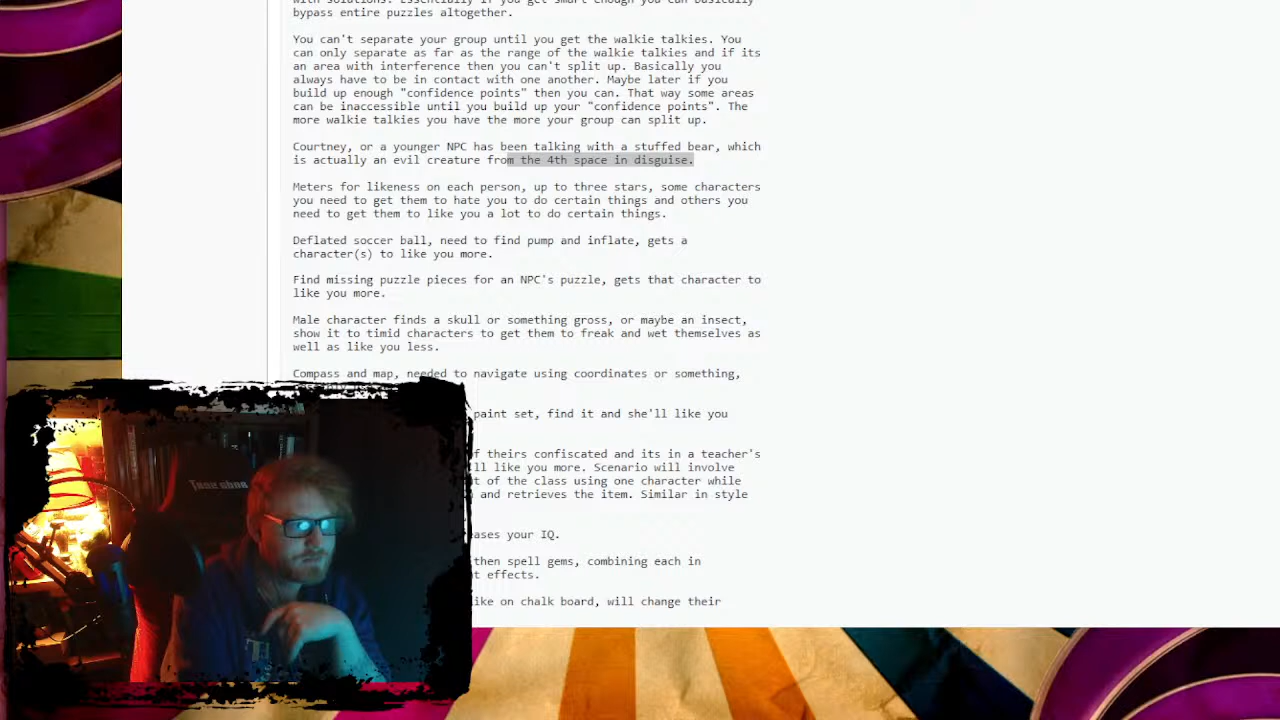 bypass entire puzzles altogether.
You can't separate your group until you get the walkie talkies. You
can only separate as far as the range of the walkie talkies and if its
an area with interference then you can't split up. Basically you
always have to be in contact with one another. Maybe later if you
build up enough "confidence points" then you can. That way some areas
can be inaccessible until you build up your "confidence points". The
more walkie talkies you have the more your group can split up.
Courtney, or a younger NPC has been talking with a stuffed bear, which
is actually an evil creature from the 4th space in disguise.
Meters for likeness on each person, up to three stars, some characters
you need to get them to hate you to do certain things and others you
need to get them to like you a lot to do certain things.
Deflated soccer ball, need to find pump and inflate, gets a
character(s) to like you more.
Find missing puzzle pieces for an NPC's puzzle, gets that character to
like you more.
Male character finds a skull or something gross, or maybe an insect,
show it to timid characters to get them to freak and wet themselves as
well as like you less.
Compass and map, needed to navigate using coordinates or something,
paint set, find it and she'll like you
theirs confiscated and its in a teacher's
like you more. Scenario will involve
of the class using one character while
and retrieves the item. Similar in style
your IQ.
then spell gems, combining each in
effects.
like on chalk board, will change their